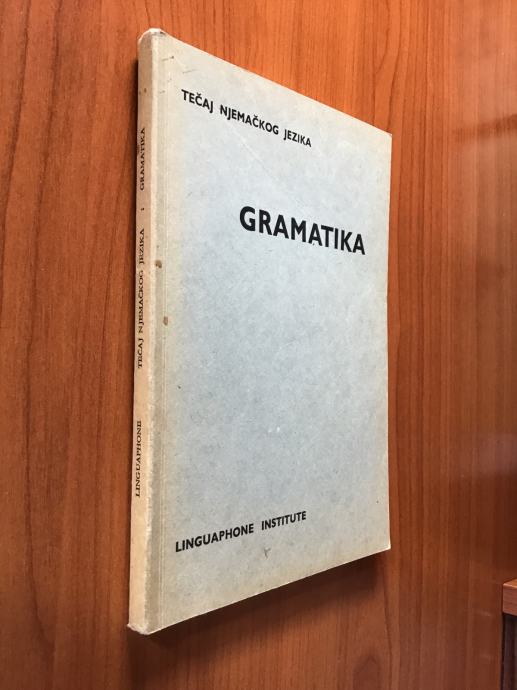 TEČAJ NJEMAČKOG JEZIKA
GRAMATIKA
LINGUAPHONE INSTITUTE
LINGUAPHONE TEČAJ NJEMAČKOG JEZIKA : GRAMATIKA